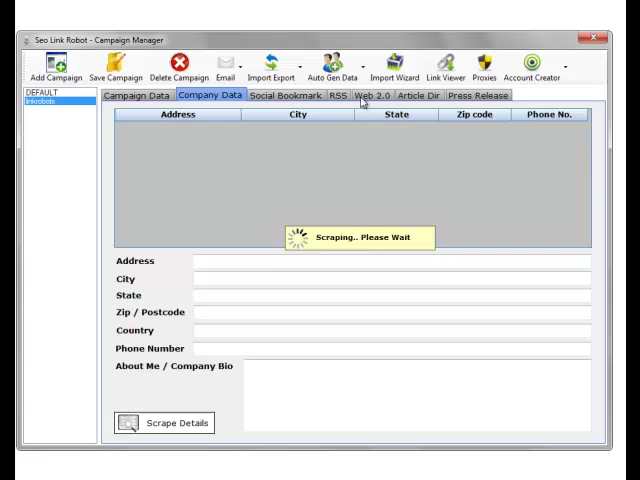 Seo Link Robot - Campaign Manager
Add Campaign Save Campaign Delete Campaign Email Import Export Auto Gen Data Import Wizard Link Viewer Proxies Account Creator
DEFAULT
linkrobotx
Campaign Data Company Data Social Bookmark RSS Web 2.0 Article Dir Press Release
Address City State Zip code Phone No.
Scraping.. Please Wait
Address
City
State
Zip / Postcode
Country
Phone Number
About Me / Company Bio
Scrape Details